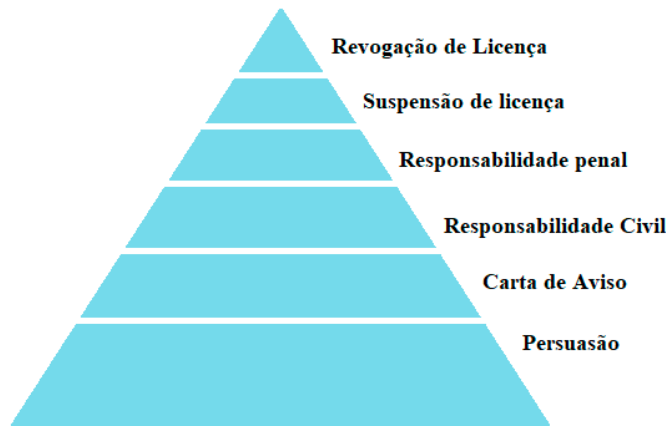 Revogação de Licença
Suspensão de licença
Responsabilidade penal
Responsabilidade Civil
Carta de Aviso
Persuasão